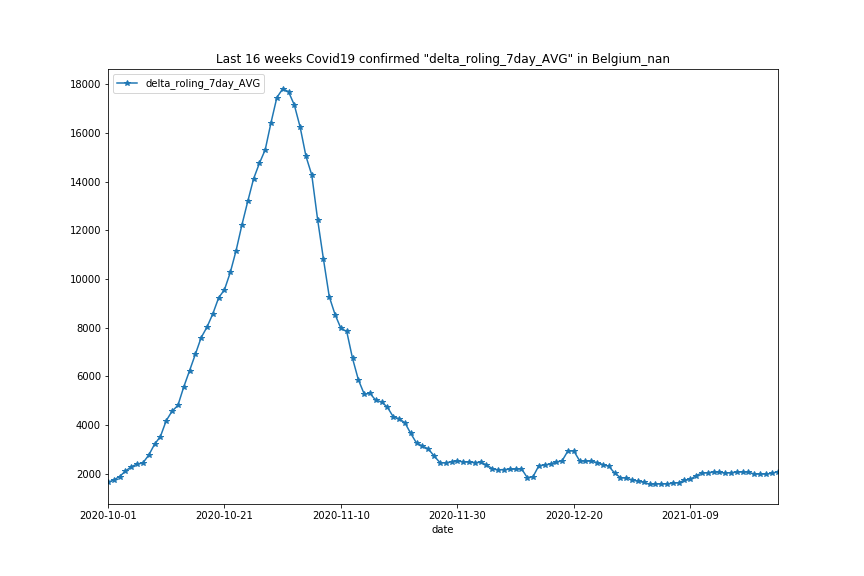 Last 16 weeks Covid19 confirmed "delta_roling_7day_AVG" in Belgium_nan
delta_roling_7day_AVG
18000
16000
14000
12000
10000
8000
6000
4000
2000
2020-10-01 2020-10-21 2020-11-10 2020-11-30 2020-12-20 2021-01-09
date